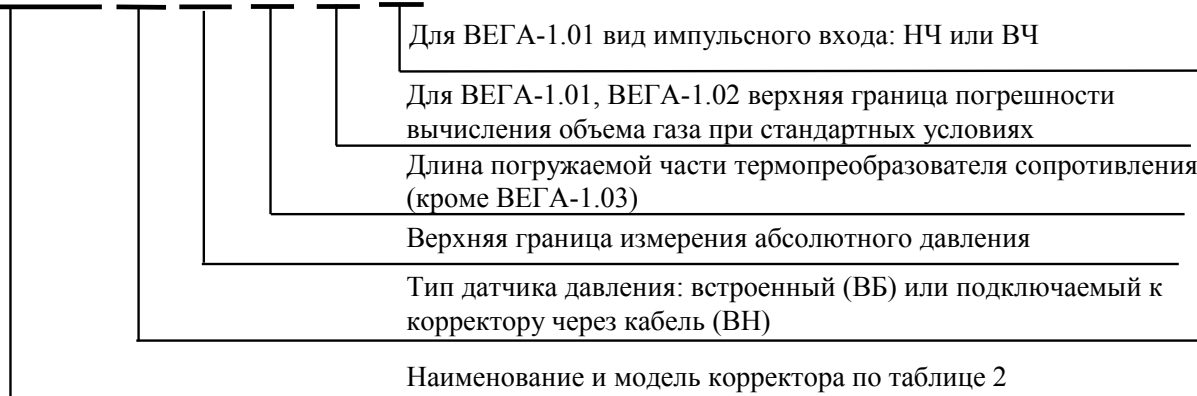 Для ВЕГА-1.01 вид импульсного входа: НЧ или ВЧ
Для ВЕГА-1.01, ВЕГА-1.02 верхняя граница погрешности
вычисления объема газа при стандартных условиях
Длина погружаемой части термопреобразователя сопротивления
(кроме ВЕГА-1.03)
Верхняя граница измерения абсолютного давления
Тип датчика давления: встроенный (ВБ) или подключаемый к
корректору через кабель (ВН)
Наименование и модель корректора по таблице 2